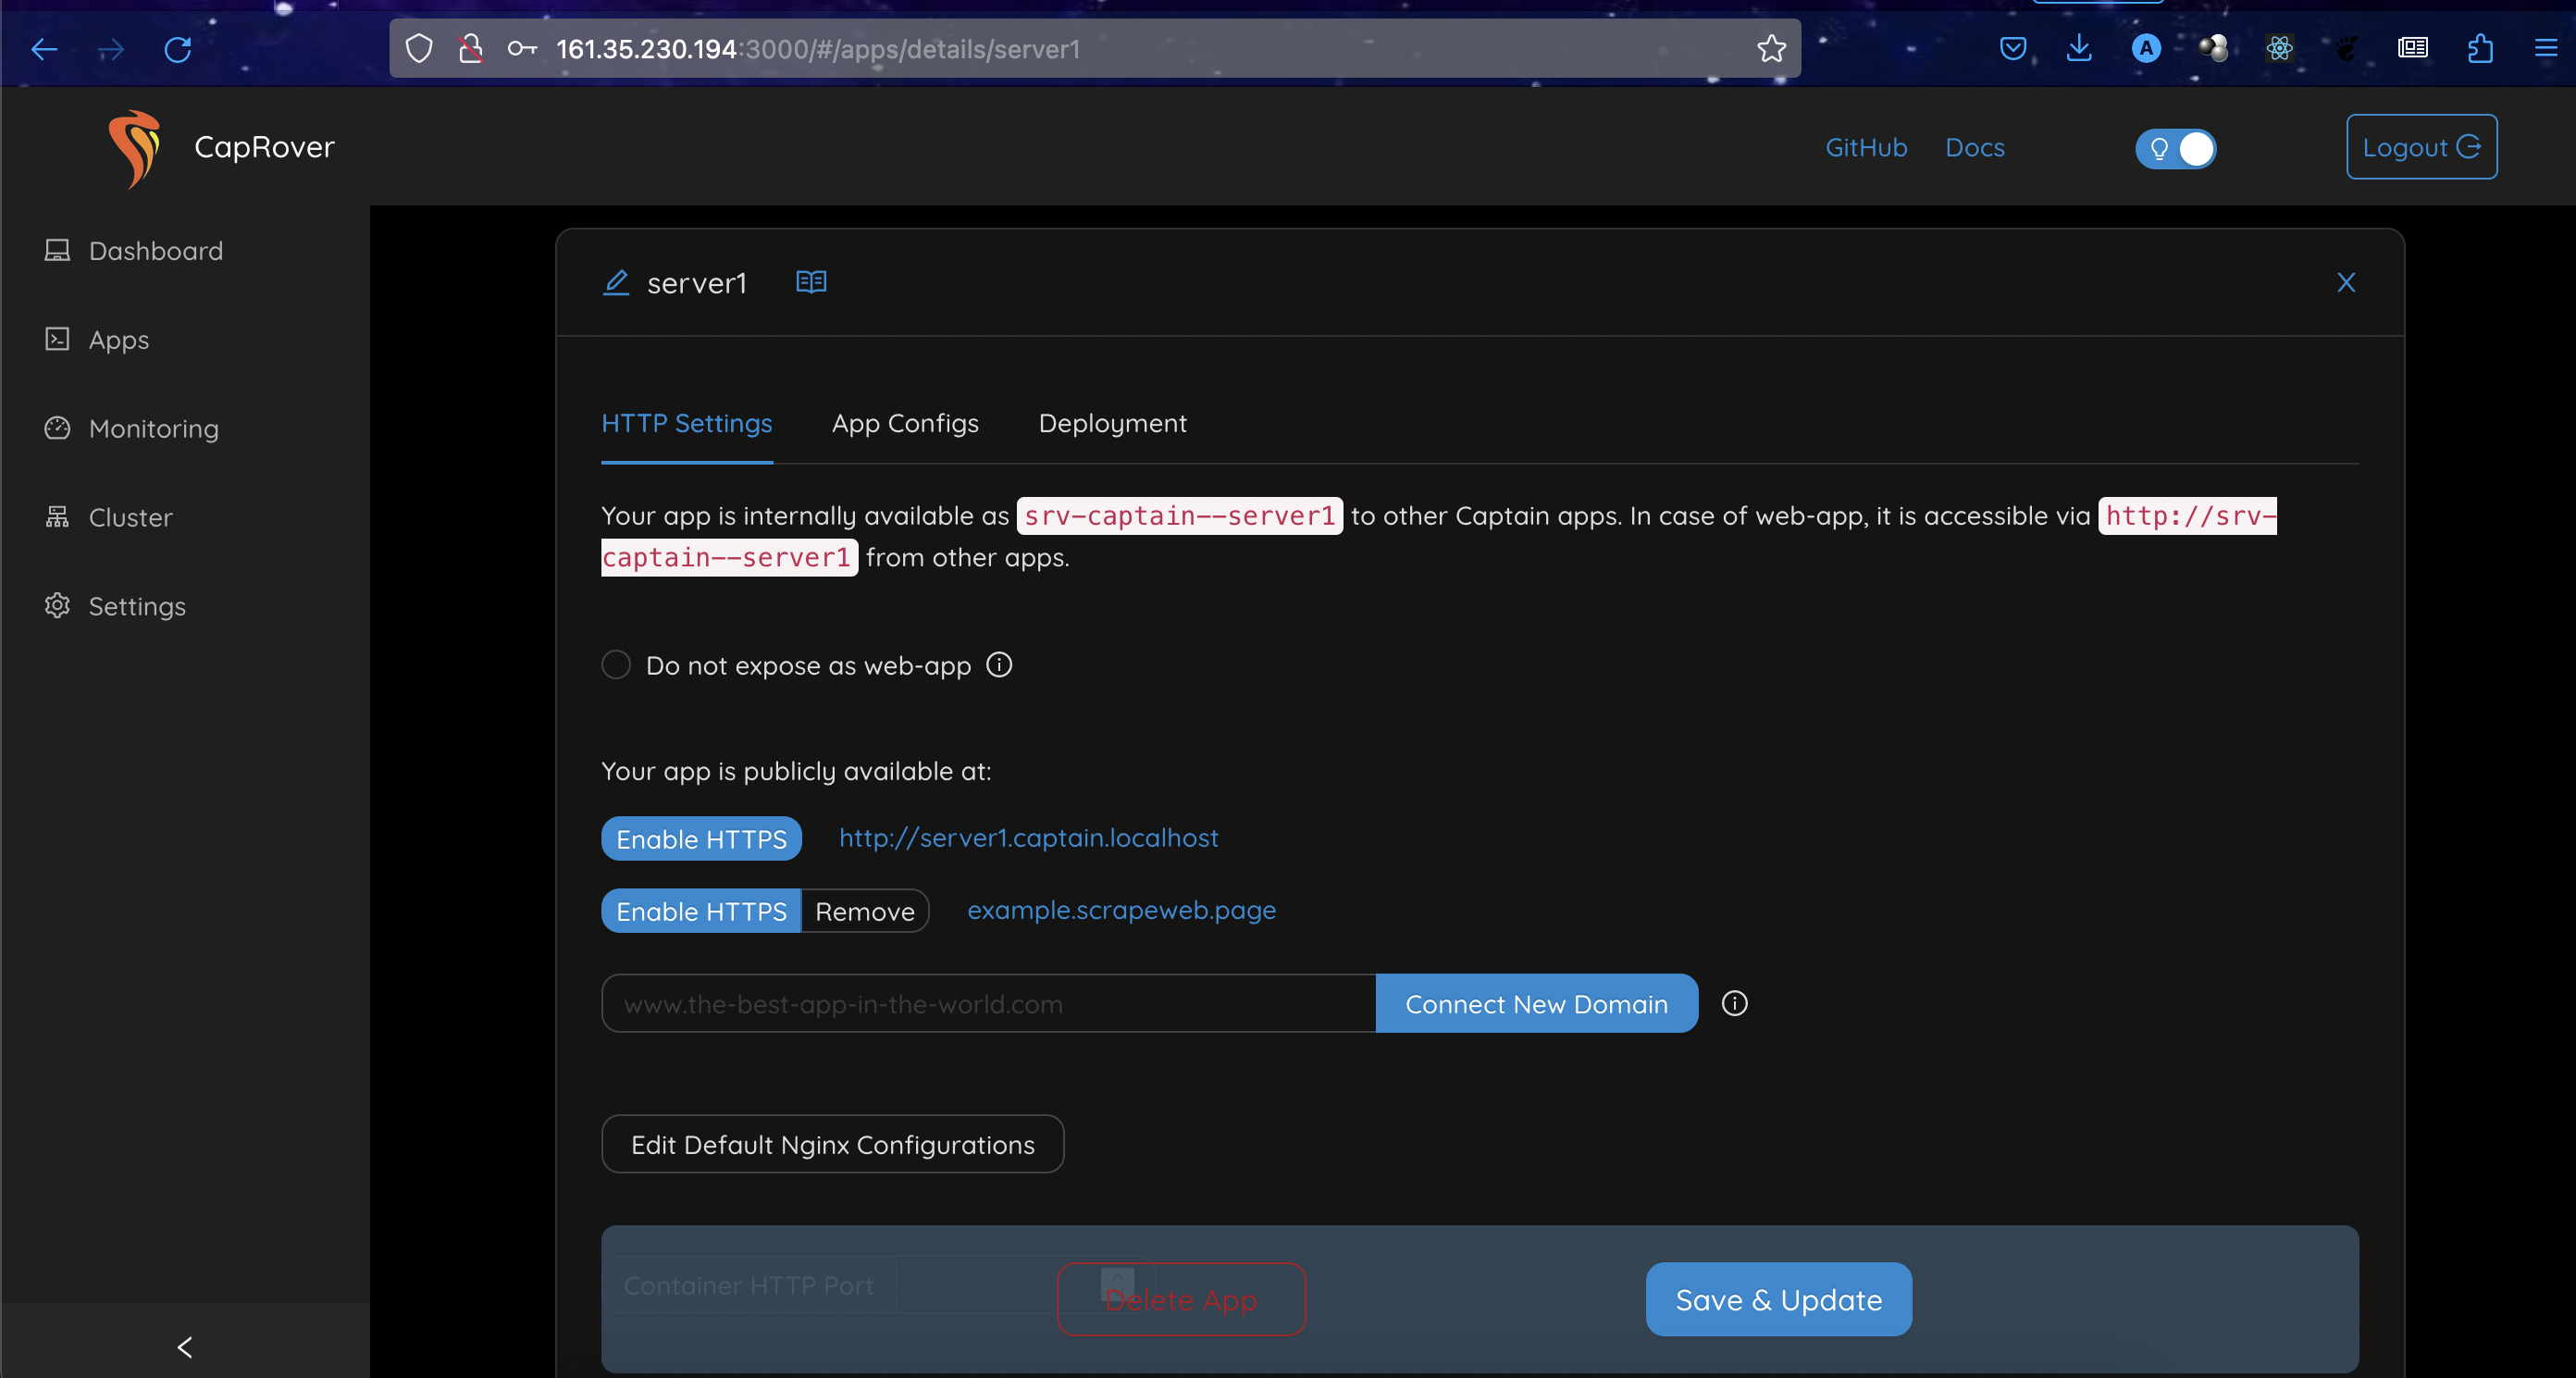 161.35.230.194:3000/#/apps/details/server1
A
CapRover
GitHub Docs
Logout
Dashboard
Apps
Monitoring
Cluster
Settings
server1
X
HTTP Settings App Configs Deployment
Your app is internally available as srv-captain--server1 to other Captain apps. In case of web-app, it is accessible via http://srv-
captain--server1 from other apps.
Do not expose as web-app
Your app is publicly available at:
Enable HTTPS http://server1.captain.localhost
Enable HTTPS Remove example.scrapeweb.page
www.the-best-app-in-the-world.com Connect New Domain
Edit Default Nginx Configurations
Container HTTP Port
Delete App
Save & Update